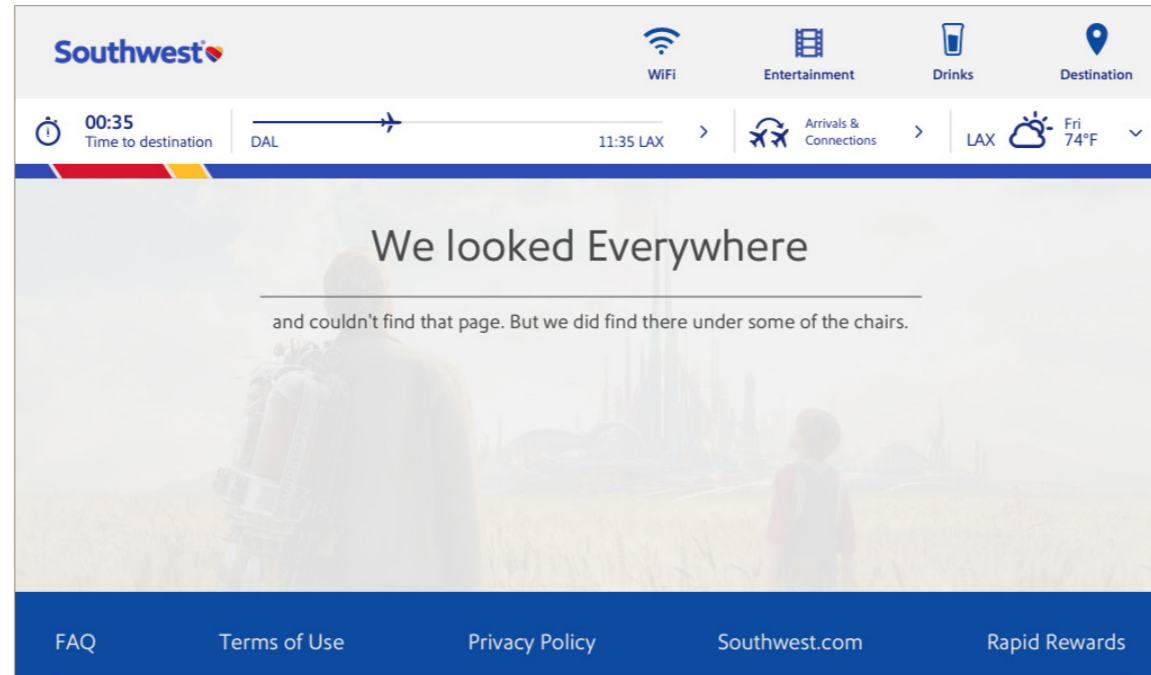 Southwest
WiFi
Entertainment
Drinks
Destination
00:35
Time to destination
DAL
11:35 LAX
Arrivals &
Connections
LAX
Fri
74°F
We looked Everywhere
and couldn't find that page. But we did find there under some of the chairs.
FAQ
Terms of Use
Privacy Policy
Southwest.com
Rapid Rewards